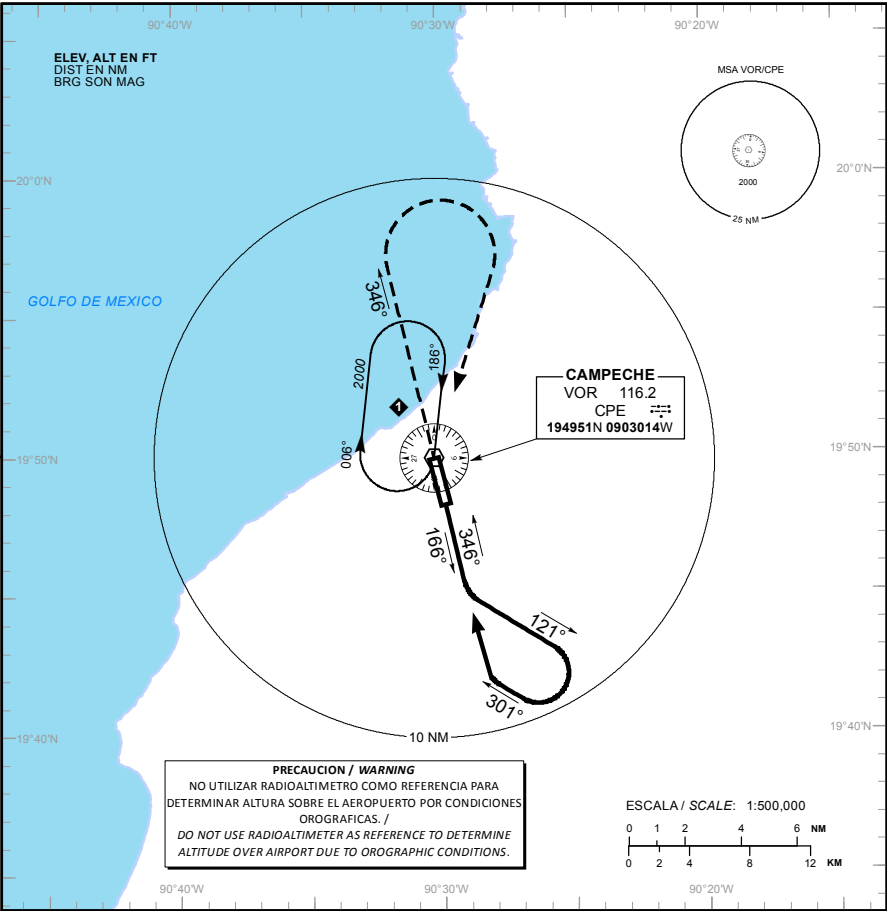 90°40'W
90°30'W
90°20'W
ELEV, ALT EN FT
DIST EN NM
BRG SON MAG
MSA VOR/CPE
2000
25 NM
20°0'N
20°0'N
GOLFO DE MEXICO
346°
2000
186°
006°
1
CAMPECHE
VOR 116.2
CPE
194951N 0903014W
19°50'N
19°50'N
166°
346°
121°
301°
19°40'N
19°40'N
10 NM
PRECAUCION / WARNING
NO UTILIZAR RADIOALTIMETRO COMO REFERENCIA PARA
DETERMINAR ALTURA SOBRE EL AEROPUERTO POR CONDICIONES
OROGRAFICAS. /
DO NOT USE RADIOALTIMETER AS REFERENCE TO DETERMINE
ALTITUDE OVER AIRPORT DUE TO OROGRAPHIC CONDITIONS.
ESCALA / SCALE: 1:500,000
0 1 2 4 6 NM
0 2 4 8 12 KM
90°40'W
90°30'W
90°20'W